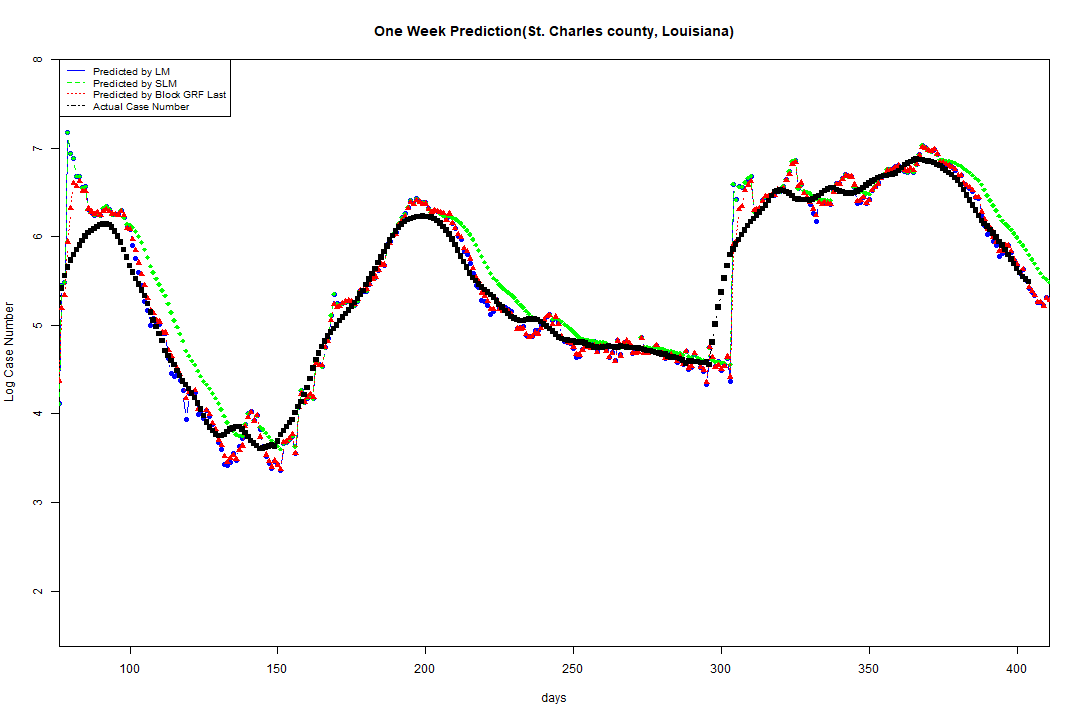 One Week Prediction(St. Charles county, Louisiana)
Predicted by LM
Predicted by SLM
Predicted by Block GRF Last
Actual Case Number
8
7
6
5
4
3
2
Log Case Number
100 150 200 250 300 350 400
days